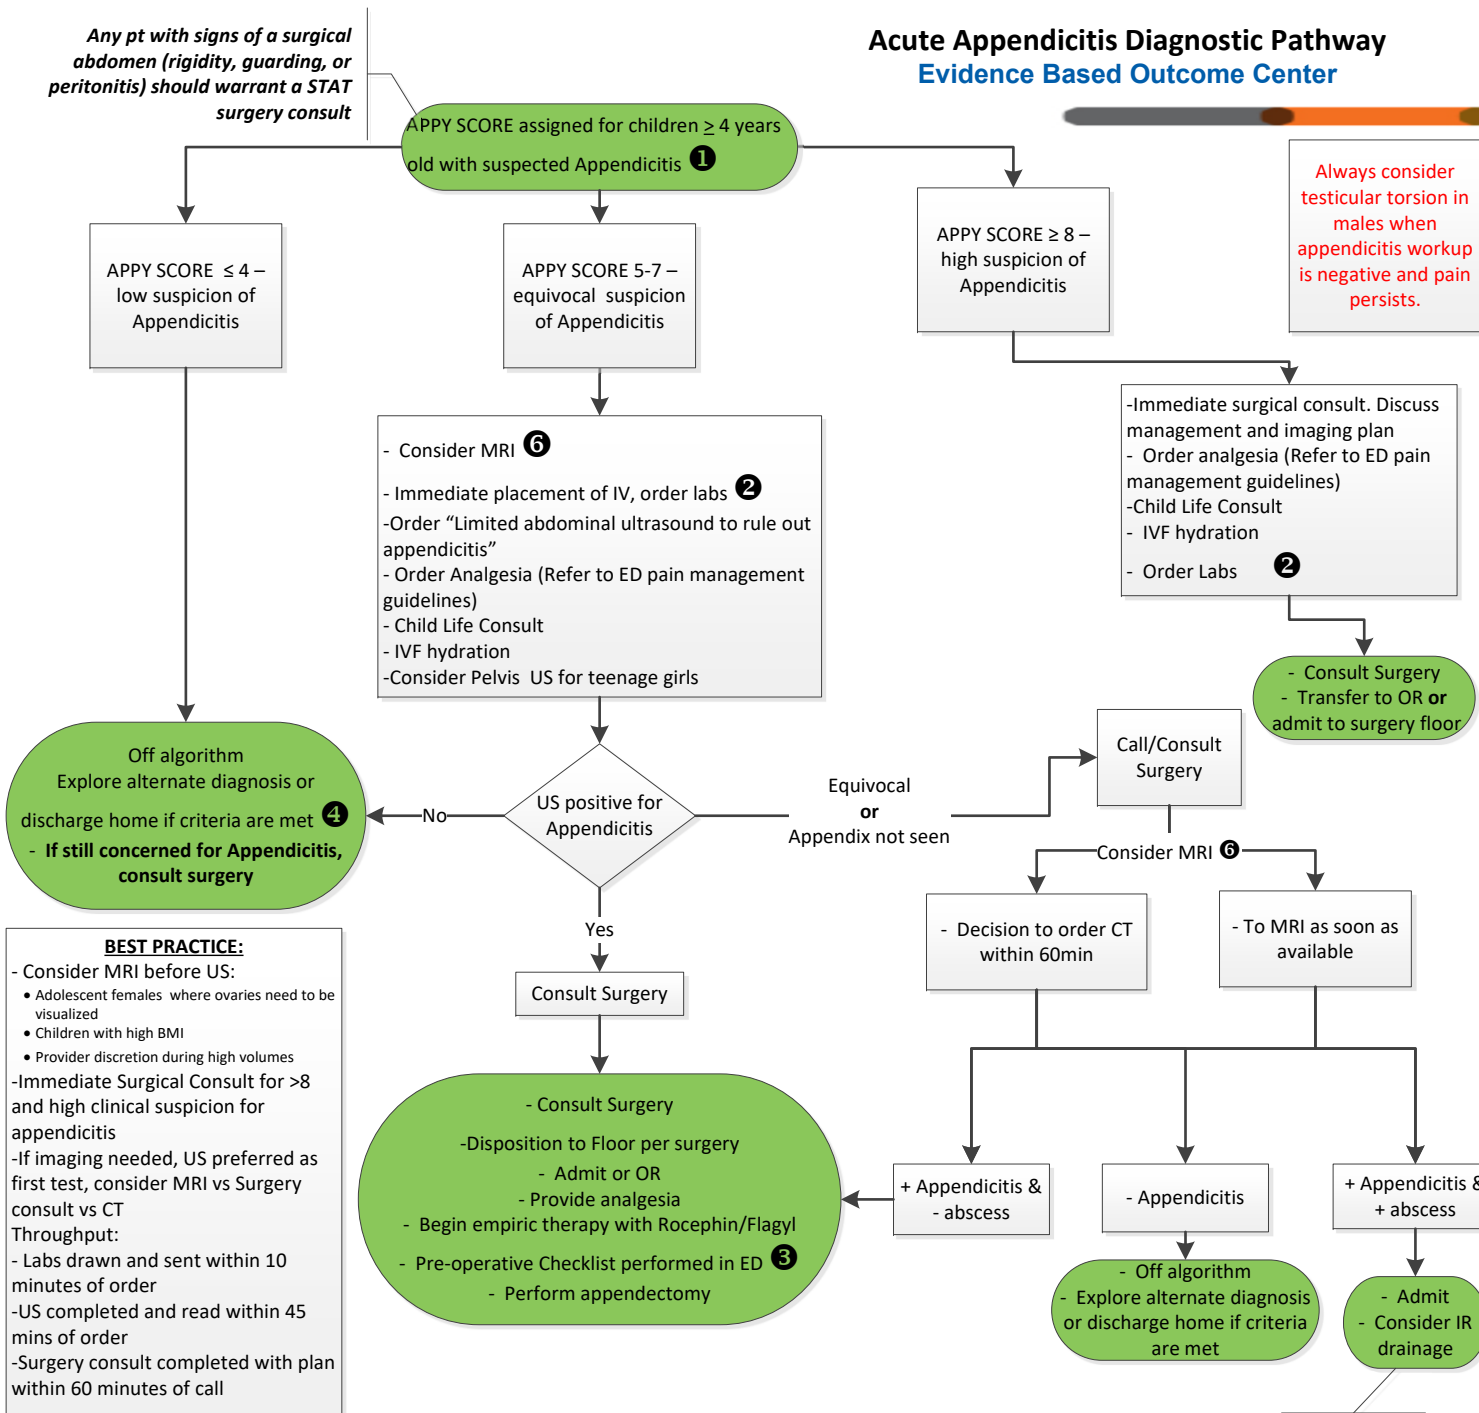 Any pt with signs of a surgical
abdomen (rigidity, guarding, or
peritonitis) should warrant a STAT
surgery consult
Acute Appendicitis Diagnostic Pathway
Evidence Based Outcome Center
APPY SCORE assigned for children ≥ 4 years
old with suspected Appendicitis ❶
Always consider
testicular torsion in
males when
appendicitis workup
is negative and pain
persists.
APPY SCORE ≤ 4 –
low suspicion of
Appendicitis
APPY SCORE 5-7 –
equivocal suspicion
of Appendicitis
APPY SCORE ≥ 8 –
high suspicion of
Appendicitis
- Consider MRI ❻
- Immediate placement of IV, order labs ❷
-Order “Limited abdominal ultrasound to rule out
appendicitis”
- Order Analgesia (Refer to ED pain management
guidelines)
- Child Life Consult
- IVF hydration
-Consider Pelvis US for teenage girls
-Immediate surgical consult. Discuss
management and imaging plan
- Order analgesia (Refer to ED pain
management guidelines)
-Child Life Consult
- IVF hydration
- Order Labs ❷
- Consult Surgery
- Transfer to OR or
admit to surgery floor
Off algorithm
Explore alternate diagnosis or
discharge home if criteria are met ❹
- If still concerned for Appendicitis,
consult surgery
No
US positive for
Appendicitis
Equivocal
or
Appendix not seen
Call/Consult
Surgery
Consider MRI ❻
Yes
- Decision to order CT
within 60min
- To MRI as soon as
available
Consult Surgery
BEST PRACTICE:
- Consider MRI before US:
• Adolescent females where ovaries need to be
visualized
• Children with high BMI
• Provider discretion during high volumes
-Immediate Surgical Consult for >8
and high clinical suspicion for
appendicitis
-If imaging needed, US preferred as
first test, consider MRI vs Surgery
consult vs CT
Throughput:
- Labs drawn and sent within 10
minutes of order
-US completed and read within 45
mins of order
-Surgery consult completed with plan
within 60 minutes of call
- Consult Surgery
-Disposition to Floor per surgery
- Admit or OR
- Provide analgesia
- Begin empiric therapy with Rocephin/Flagyl
- Pre-operative Checklist performed in ED ❸
- Perform appendectomy
+ Appendicitis &
- abscess
- Appendicitis
+ Appendicitis &
+ abscess
- Off algorithm
- Explore alternate diagnosis
or discharge home if criteria
are met
- Admit
- Consider IR
drainage